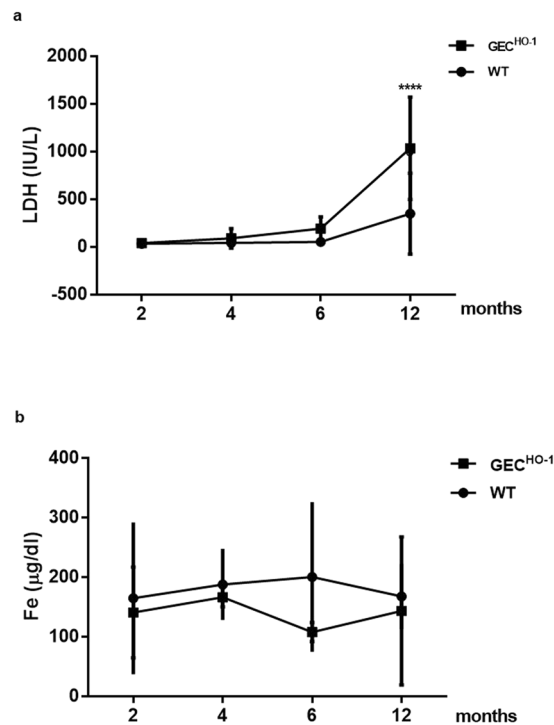 a
2000
1500
1000
500
0
-500
LDH (IU/L)
GEC^HO-1
WT
****
2 4 6 12 months
b
400
300
200
100
0
Fe (µg/dl)
GEC^HO-1
WT
2 4 6 12 months